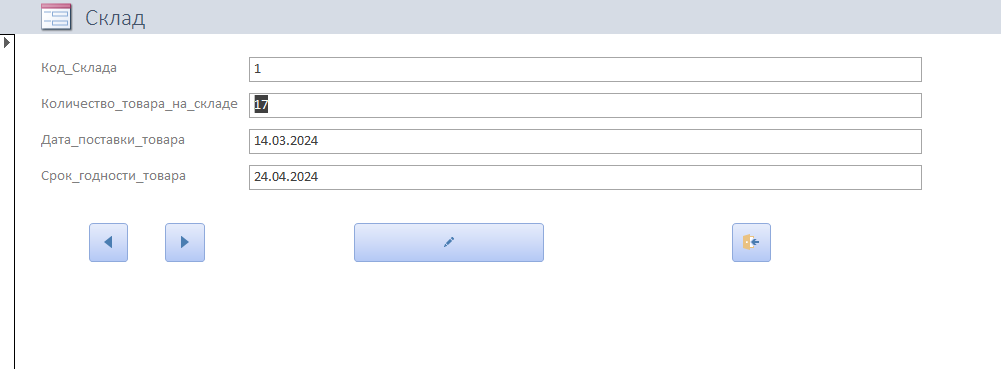 Склад
Код_Склада 1
Количество_товара_на_складе 17
Дата_поставки_товара 14.03.2024
Срок_годности_товара 24.04.2024